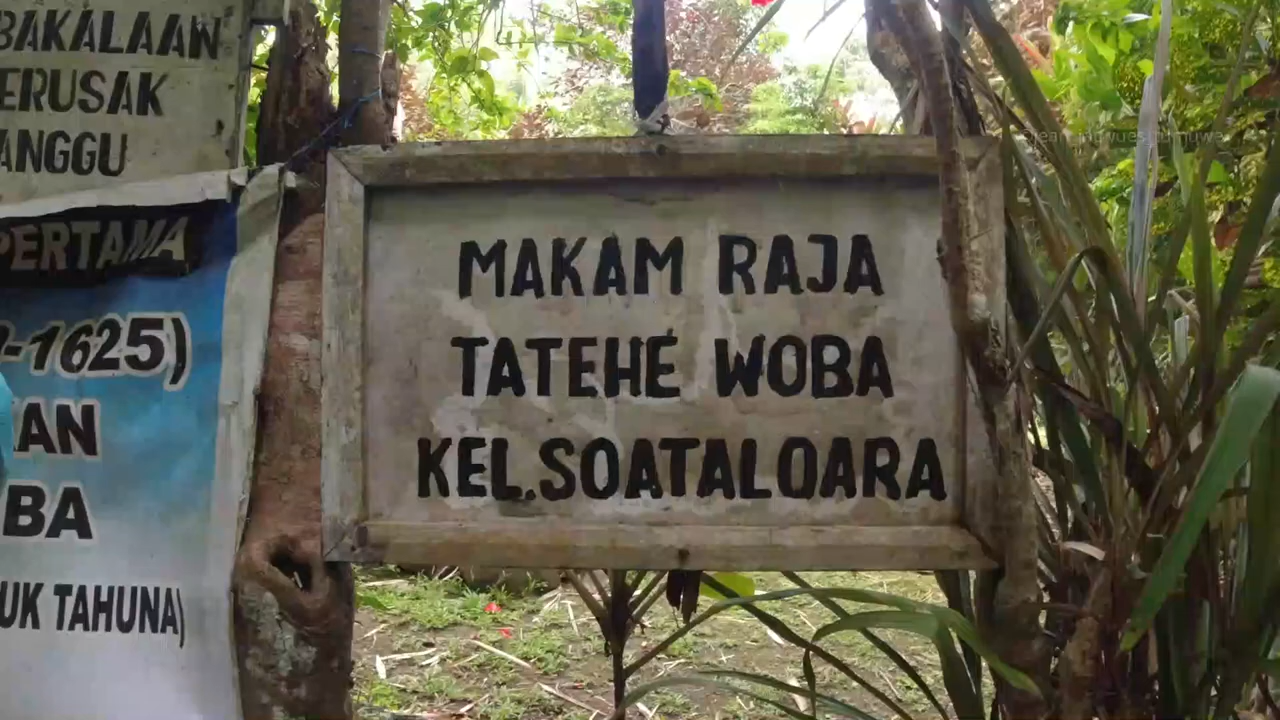 BAKALAAN
ERUSAK
ANGGU
PERTAMA
-1625)
AN
BA
UK TAHUNA)
MAKAM RAJA
TATEHE WOBA
KEL.SOATALOARA